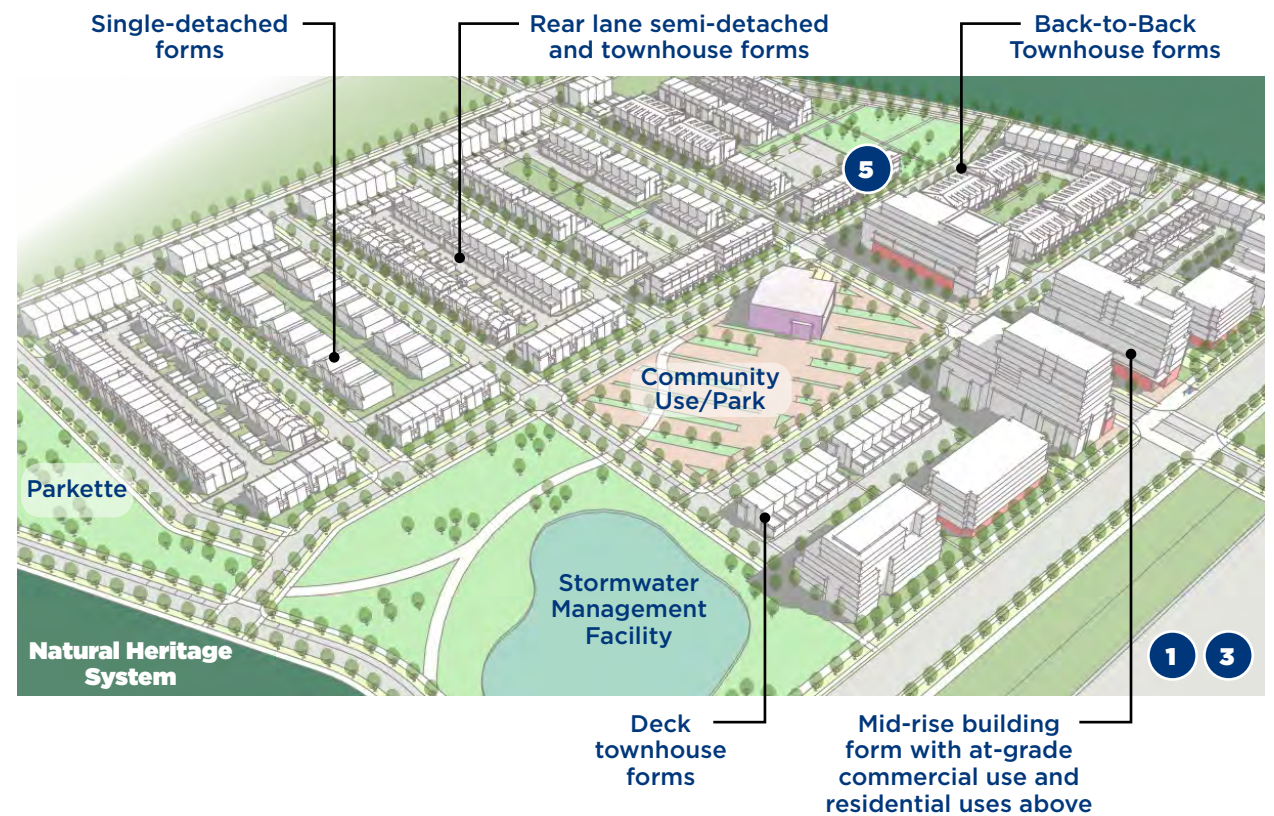 Single-detached
forms
Rear lane semi-detached
and townhouse forms
Back-to-Back
Townhouse forms
5
Community
Use/Park
Parkette
Stormwater
Management
Facility
Natural Heritage
System
1 3
Deck
townhouse
forms
Mid-rise building
form with at-grade
commercial use and
residential uses above